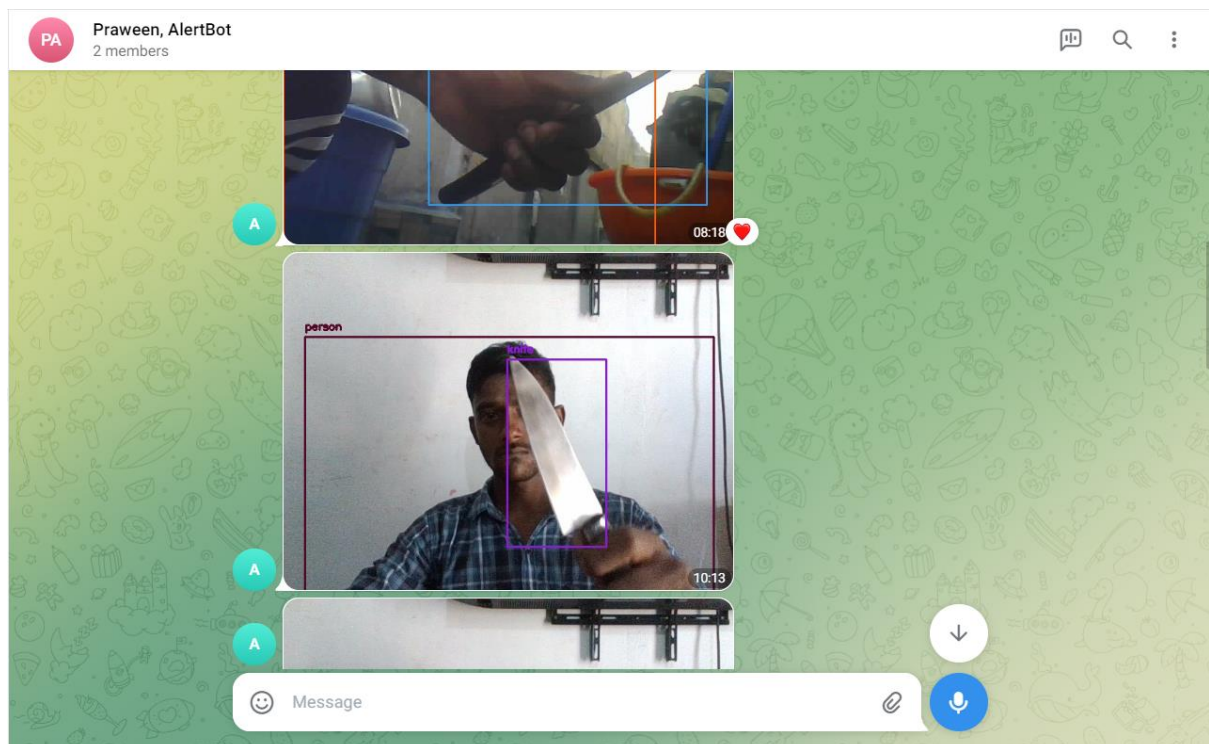 PA
Praween, AlertBot
2 members
A
08:18
person
knife
A
10:13
A
Message